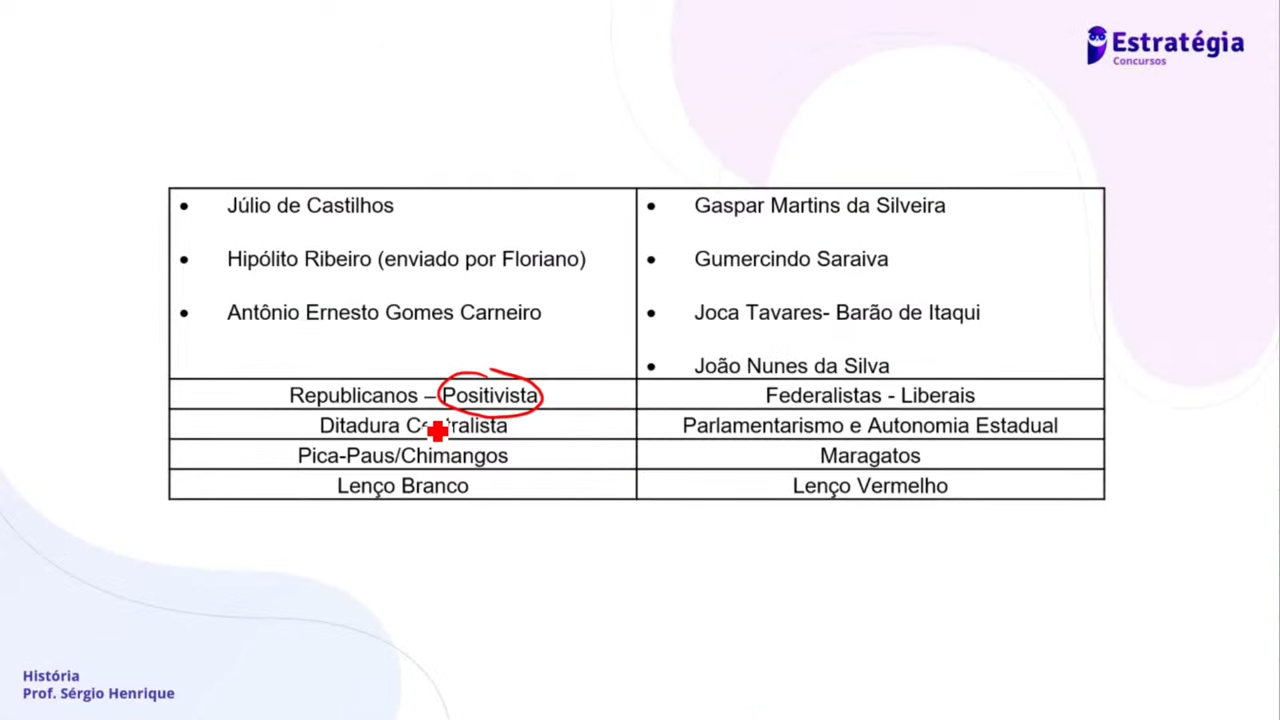 Estratégia
Concursos
• Júlio de Castilhos
• Hipólito Ribeiro (enviado por Floriano)
• Antônio Ernesto Gomes Carneiro
• Gaspar Martins da Silveira
• Gumercindo Saraiva
• Joca Tavares- Barão de Itaqui
• João Nunes da Silva
Republicanos – Positivista
Federalistas - Liberais
Ditadura Centralista
Parlamentarismo e Autonomia Estadual
Pica-Paus/Chimangos
Maragatos
Lenço Branco
Lenço Vermelho
História
Prof. Sérgio Henrique